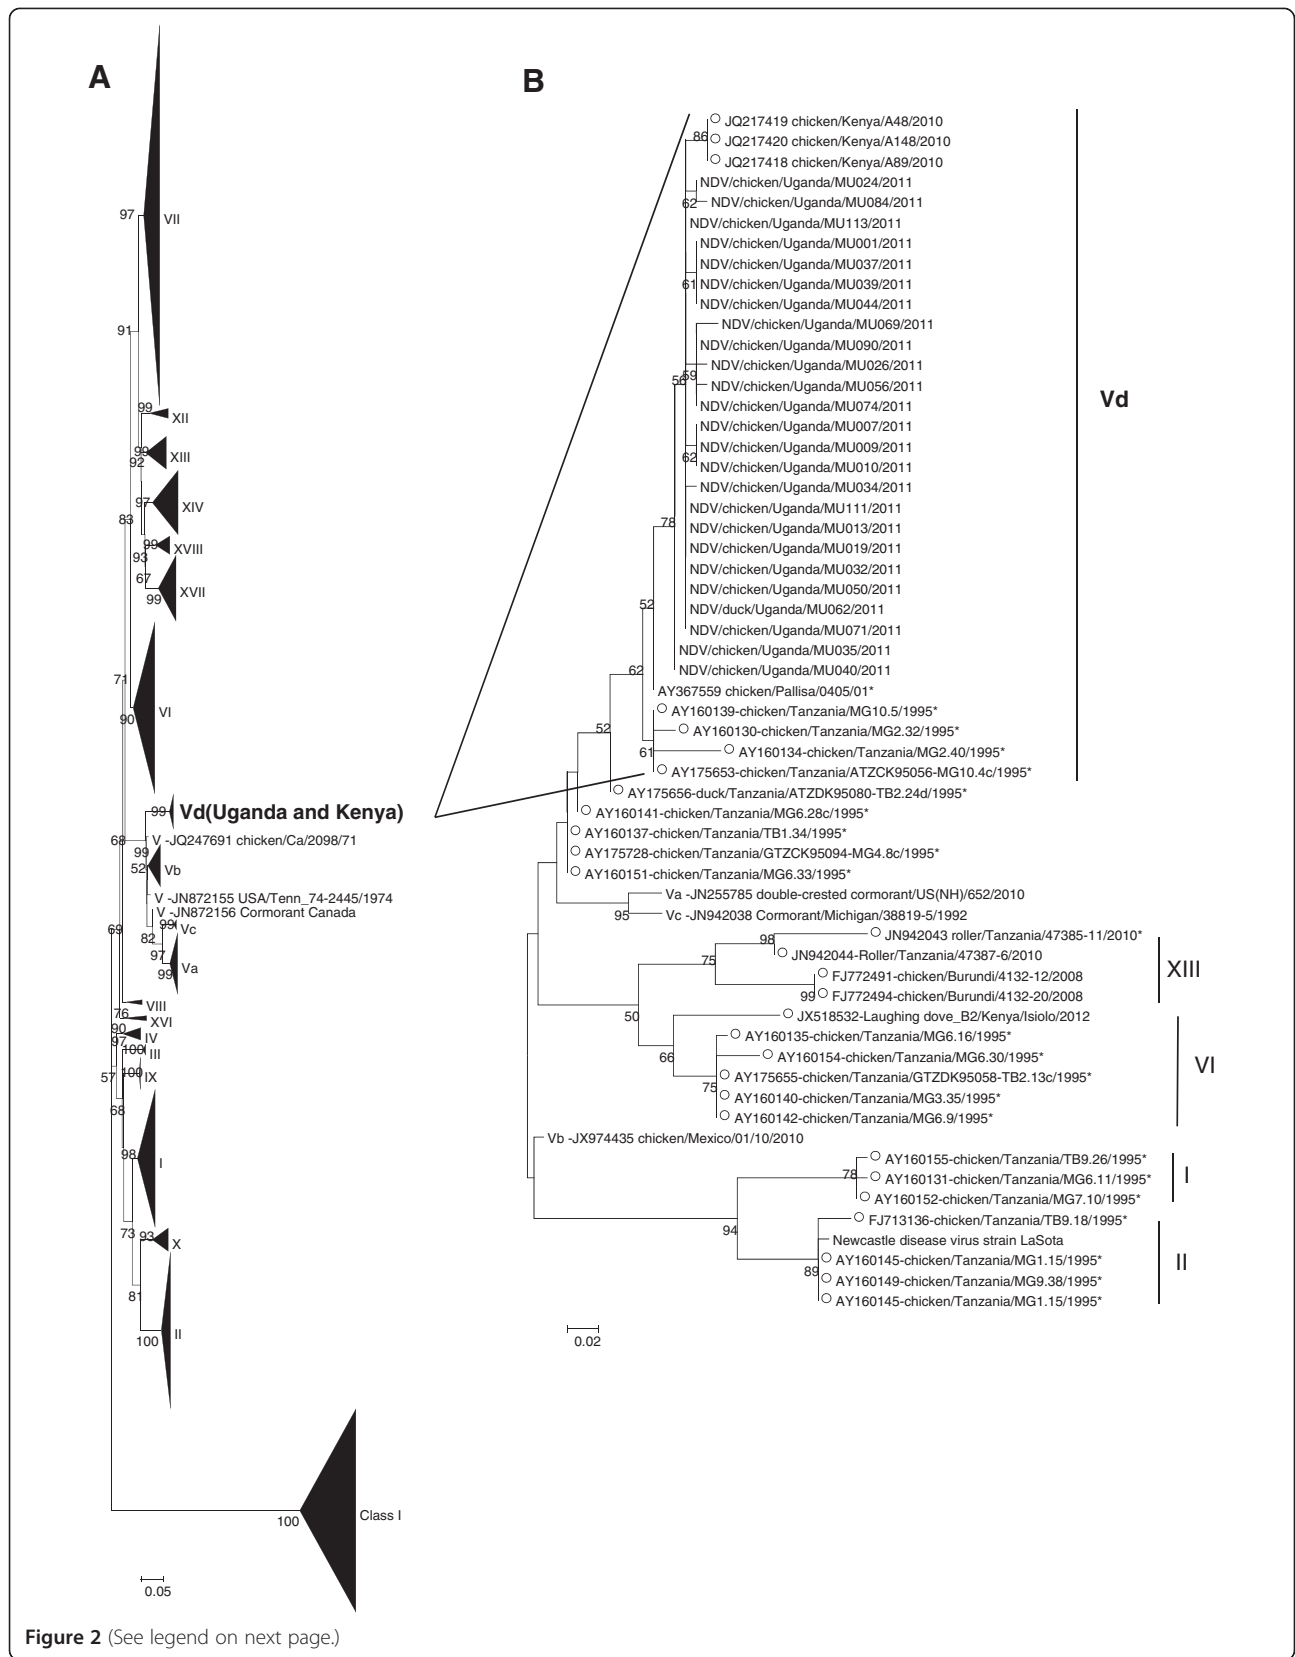 A
97
VII
91
99
XII
99
XIII
92
97
XIV
83
99
XVIII
93
67
99
XVII
71
VI
90
99
Vd(Uganda and Kenya)
68
V -JQ247691 chicken/Ca/2098/71
99
52
Vb
V -JN872155 USA/Tenn_74-2445/1974
V -JN872156 Cormorant Canada
99
Vc
69
82
97
Va
99
VIII
76
XVI
90
IV
97
100
III
100
IX
57
68
98
I
73
93
X
81
II
100
100
Class I
0.05
B
JQ217419 chicken/Kenya/A48/2010
86
JQ217420 chicken/Kenya/A148/2010
JQ217418 chicken/Kenya/A89/2010
NDV/chicken/Uganda/MU024/2011
62
NDV/chicken/Uganda/MU084/2011
NDV/chicken/Uganda/MU113/2011
NDV/chicken/Uganda/MU001/2011
NDV/chicken/Uganda/MU037/2011
61
NDV/chicken/Uganda/MU039/2011
NDV/chicken/Uganda/MU044/2011
NDV/chicken/Uganda/MU069/2011
NDV/chicken/Uganda/MU090/2011
NDV/chicken/Uganda/MU026/2011
56
59
NDV/chicken/Uganda/MU056/2011
Vd
NDV/chicken/Uganda/MU074/2011
NDV/chicken/Uganda/MU007/2011
NDV/chicken/Uganda/MU009/2011
62
NDV/chicken/Uganda/MU010/2011
NDV/chicken/Uganda/MU034/2011
NDV/chicken/Uganda/MU111/2011
78
NDV/chicken/Uganda/MU013/2011
NDV/chicken/Uganda/MU019/2011
NDV/chicken/Uganda/MU032/2011
NDV/chicken/Uganda/MU050/2011
52
NDV/duck/Uganda/MU062/2011
NDV/chicken/Uganda/MU071/2011
NDV/chicken/Uganda/MU035/2011
62
NDV/chicken/Uganda/MU040/2011
AY367559 chicken/Pallisa/0405/01*
AY160139-chicken/Tanzania/MG10.5/1995*
52
AY160130-chicken/Tanzania/MG2.32/1995*
61
AY160134-chicken/Tanzania/MG2.40/1995*
AY175653-chicken/Tanzania/ATZCK95056-MG10.4c/1995*
AY175656-duck/Tanzania/ATZDK95080-TB2.24d/1995*
AY160141-chicken/Tanzania/MG6.28c/1995*
AY160137-chicken/Tanzania/TB1.34/1995*
AY175728-chicken/Tanzania/GTZCK95094-MG4.8c/1995*
AY160151-chicken/Tanzania/MG6.33/1995*
Va -JN255785 double-crested cormorant/US(NH)/652/2010
95
Vc -JN942038 Cormorant/Michigan/38819-5/1992
98
JN942043 roller/Tanzania/47385-11/2010*
JN942044-Roller/Tanzania/47387-6/2010
75
XIII
FJ772491-chicken/Burundi/4132-12/2008
99
FJ772494-chicken/Burundi/4132-20/2008
50
JX518532-Laughing dove_B2/Kenya/Isiolo/2012
AY160135-chicken/Tanzania/MG6.16/1995*
66
AY160154-chicken/Tanzania/MG6.30/1995*
VI
AY175655-chicken/Tanzania/GTZDK95058-TB2.13c/1995*
75
AY160140-chicken/Tanzania/MG3.35/1995*
AY160142-chicken/Tanzania/MG6.9/1995*
Vb -JX974435 chicken/Mexico/01/10/2010
AY160155-chicken/Tanzania/TB9.26/1995*
78
AY160131-chicken/Tanzania/MG6.11/1995*
I
AY160152-chicken/Tanzania/MG7.10/1995*
FJ713136-chicken/Tanzania/TB9.18/1995*
94
Newcastle disease virus strain LaSota
AY160145-chicken/Tanzania/MG1.15/1995*
II
89
AY160149-chicken/Tanzania/MG9.38/1995*
AY160145-chicken/Tanzania/MG1.15/1995*
0.02
Figure 2 (See legend on next page.)